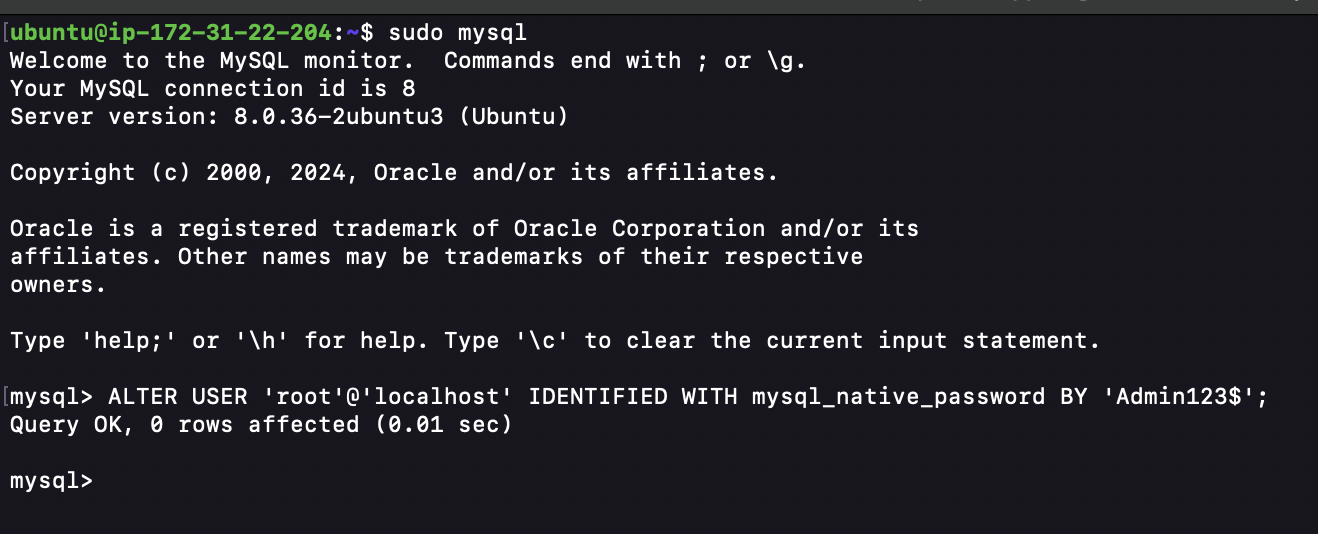 [ubuntu@ip-172-31-22-204:~$ sudo mysql
Welcome to the MySQL monitor.  Commands end with ; or \g.
Your MySQL connection id is 8
Server version: 8.0.36-2ubuntu3 (Ubuntu)
Copyright (c) 2000, 2024, Oracle and/or its affiliates.
Oracle is a registered trademark of Oracle Corporation and/or its
affiliates. Other names may be trademarks of their respective
owners.
Type 'help;' or '\h' for help. Type '\c' to clear the current input statement.
[mysql> ALTER USER 'root'@'localhost' IDENTIFIED WITH mysql_native_password BY 'Admin123$';
Query OK, 0 rows affected (0.01 sec)
mysql>